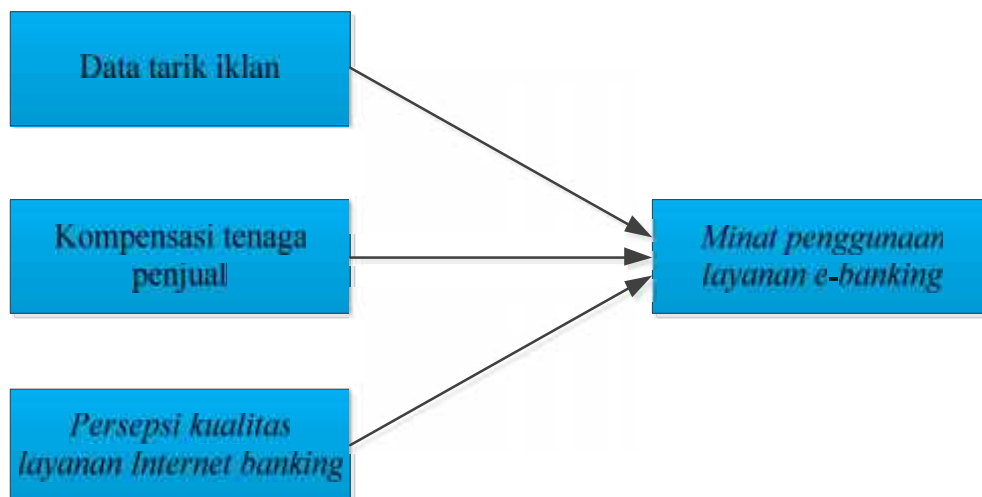 Data tarik iklan
Kompensasi tenaga
penjual
Minat penggunaan
layanan e-banking
Persepsi kualitas
layanan Internet banking